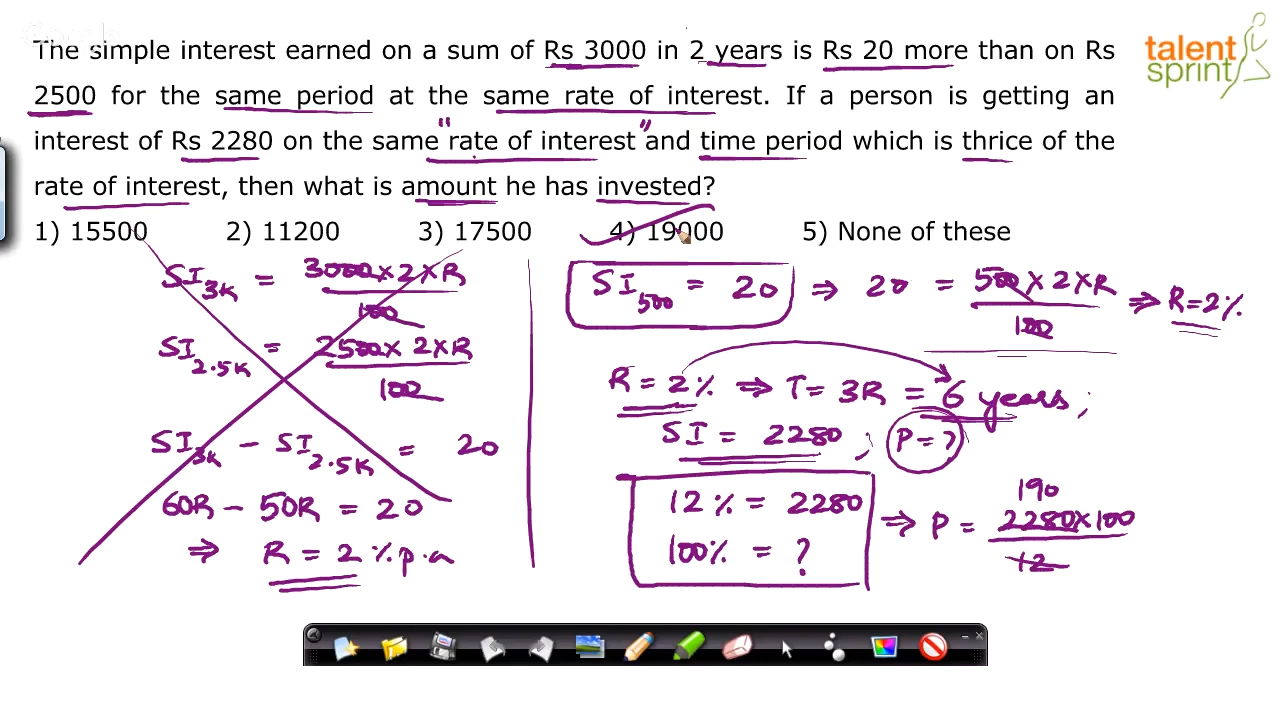 Google
The simple interest earned on a sum of Rs 3000 in 2 years is Rs 20 more than on Rs
2500 for the same period at the same rate of interest. If a person is getting an
interest of Rs 2280 on the same "rate of interest" and time period which is thrice of the
rate of interest, then what is amount he has invested?
1) 15500 2) 11200 3) 17500 4) 19000 5) None of these
talent
sprint
SI3K = 3000×2×R
100
SI2.5K = 2500×2×R
100
SI3K - SI2.5K = 20
60R - 50R = 20
⇒ R = 2 % p.a
SI500 = 20 ⇒ 20 = 500×2×R ⇒ R=2%
100
R = 2% ⇒ T = 3R = 6 years;
SI = 2280 ; P = ?
12 % = 2280
100% = ?
190
⇒ P = 2280×100
12